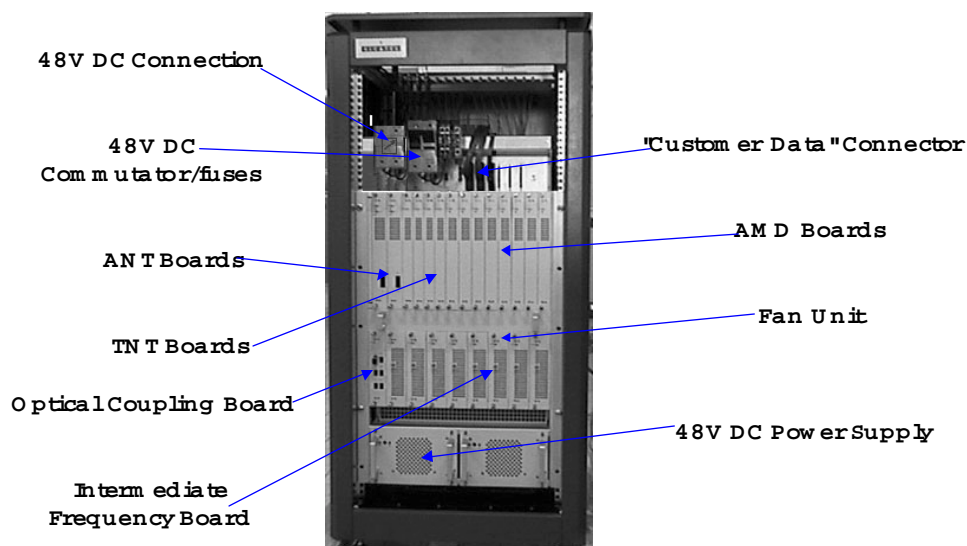 ALCATEL
48V DC Connection
48V DC
Commutator/fuses
"Customer Data" Connector
AMD Boards
ANT Boards
TNT Boards
Fan Unit
Optical Coupling Board
48V DC Power Supply
Intermediate
Frequency Board